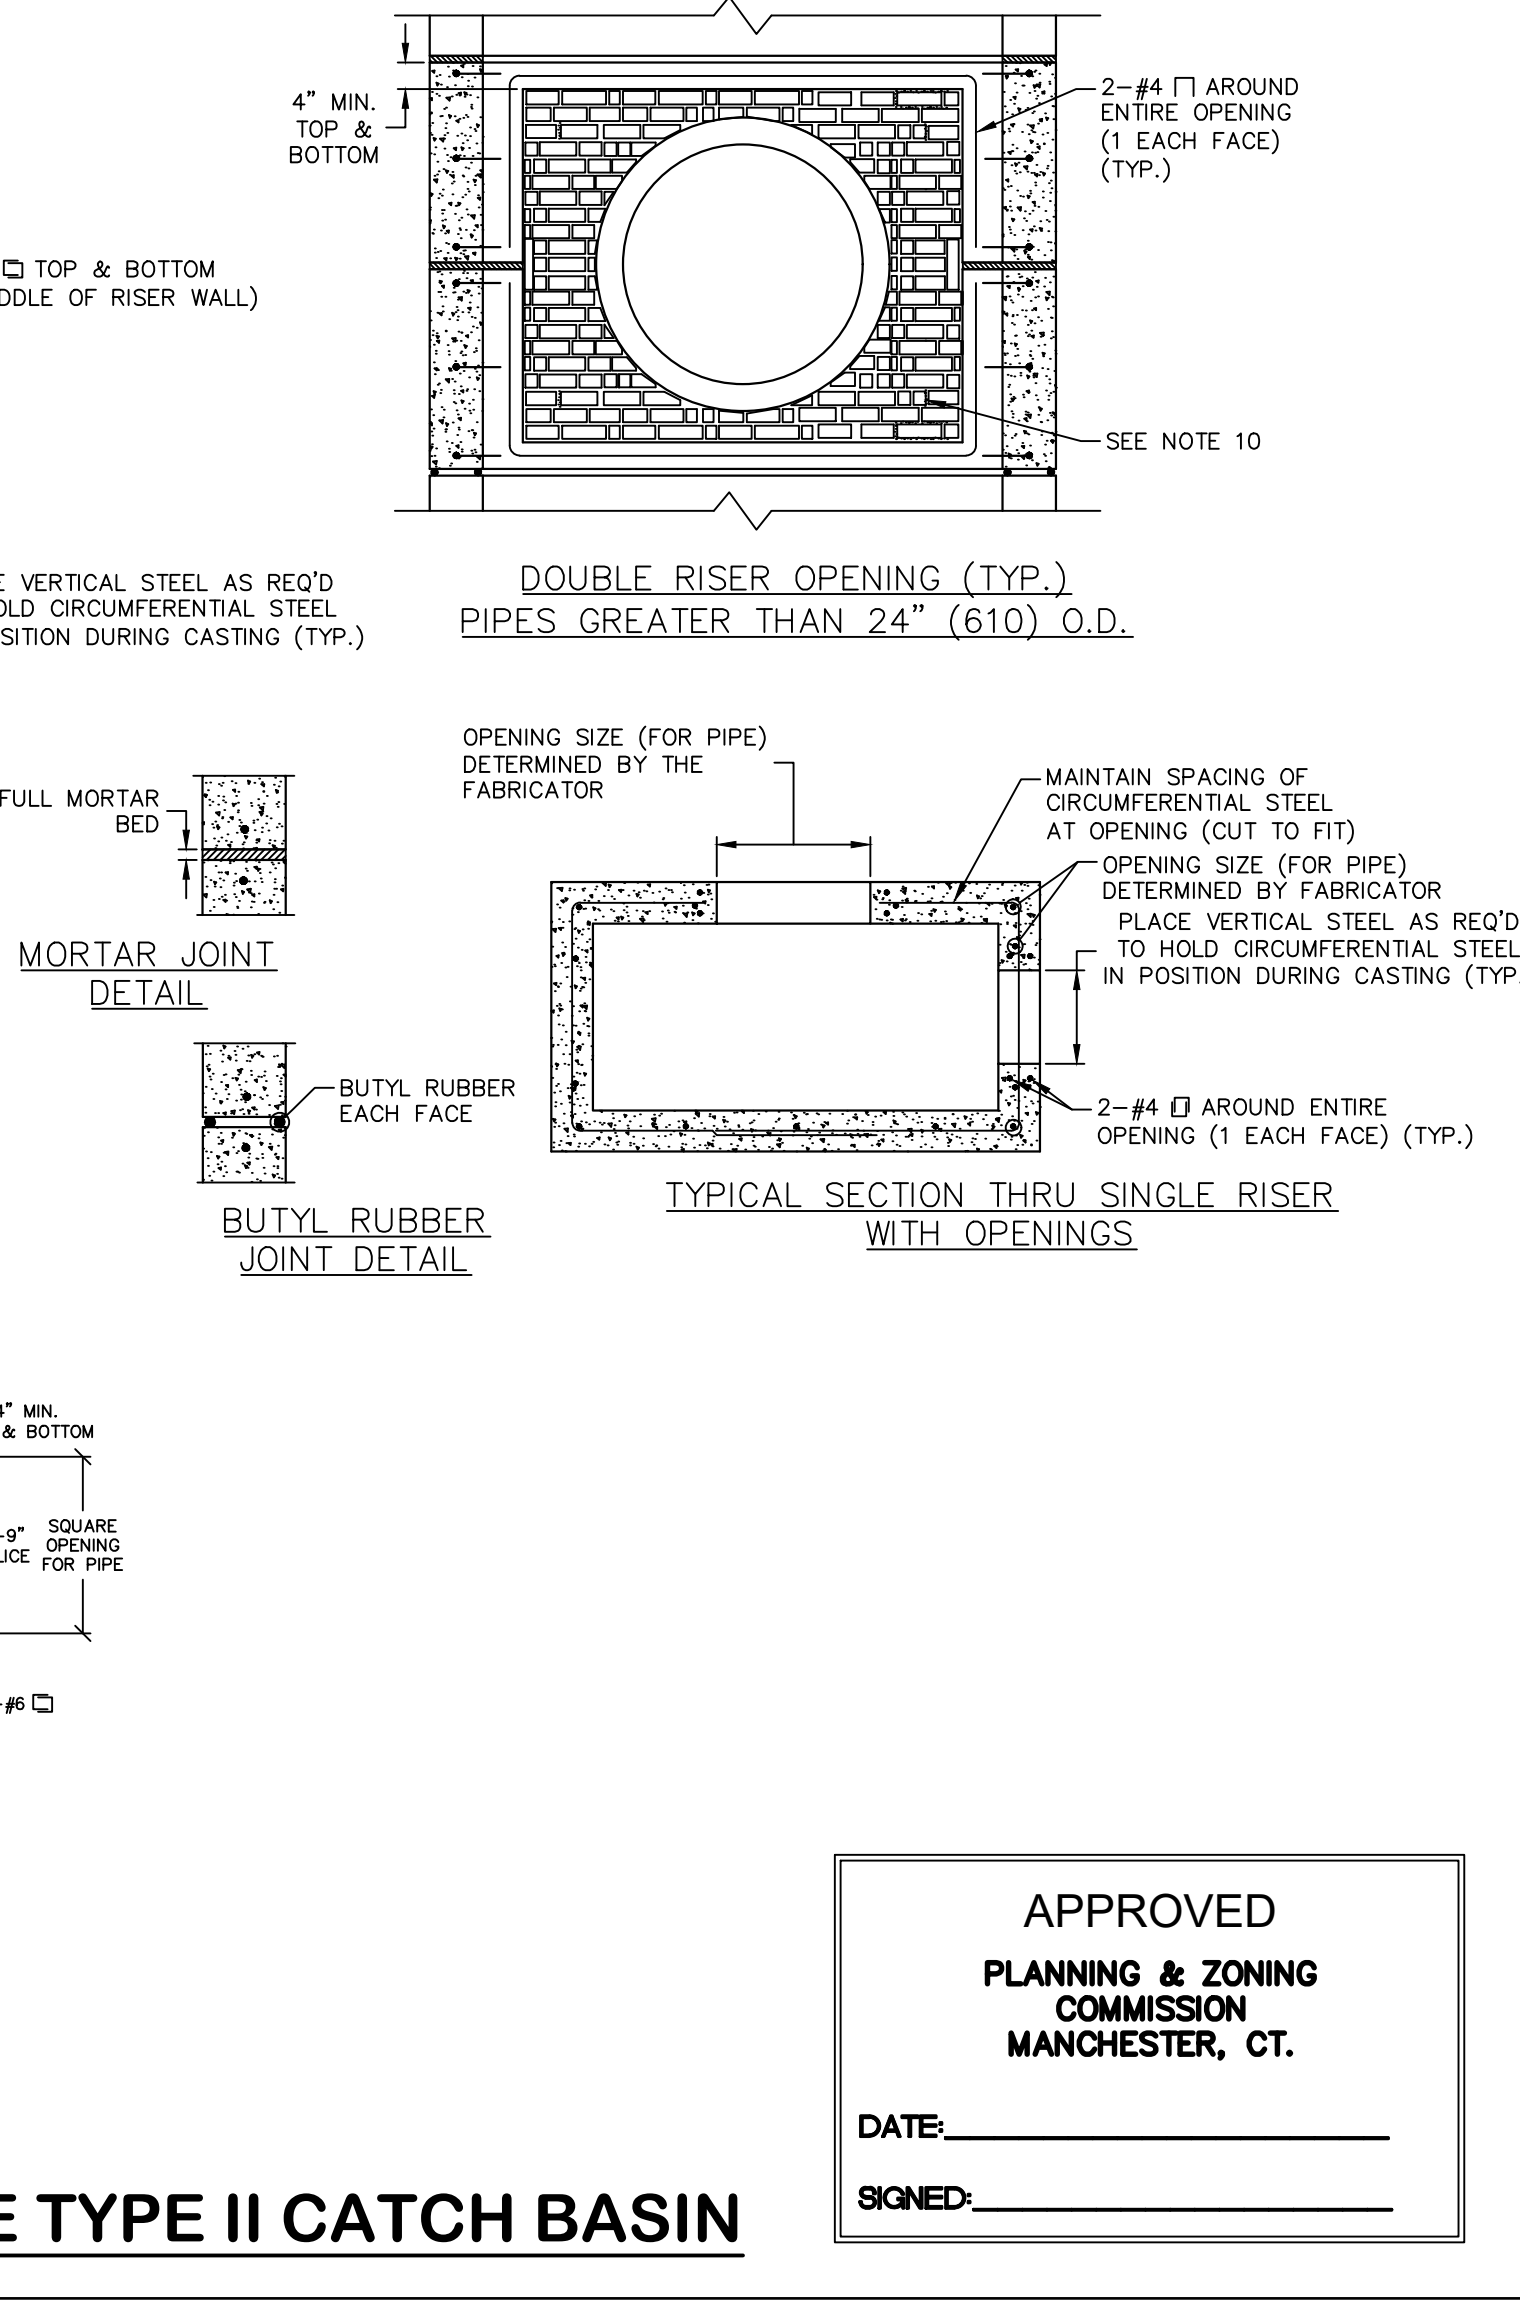 4" MIN.
TOP &
BOTTOM
2-#4 AROUND
ENTIRE OPENING
(1 EACH FACE)
(TYP.)
TOP & BOTTOM
OF RISER WALL)
SEE NOTE 10
DOUBLE RISER OPENING (TYP.)
PIPES GREATER THAN 24" (610) O.D.
VERTICAL STEEL AS REQ'D
CIRCUMFERENTIAL STEEL
DURING CASTING (TYP.)
OPENING SIZE (FOR PIPE)
DETERMINED BY THE
FABRICATOR
FULL MORTAR
BED
MORTAR JOINT
DETAIL
MAINTAIN SPACING OF
CIRCUMFERENTIAL STEEL
AT OPENING (CUT TO FIT)
OPENING SIZE (FOR PIPE)
DETERMINED BY FABRICATOR
PLACE VERTICAL STEEL AS REQ'D
TO HOLD CIRCUMFERENTIAL STEEL
IN POSITION DURING CASTING (TYP.
BUTYL RUBBER
EACH FACE
BUTYL RUBBER
JOINT DETAIL
2-#4 AROUND ENTIRE
OPENING (1 EACH FACE) (TYP.)
TYPICAL SECTION THRU SINGLE RISER
WITH OPENINGS
4" MIN.
& BOTTOM
-9"
SQUARE
OPENING
FOR PIPE
-#6
APPROVED
PLANNING & ZONING
COMMISSION
MANCHESTER, CT.
DATE:
SIGNED:
TYPE II CATCH BASIN